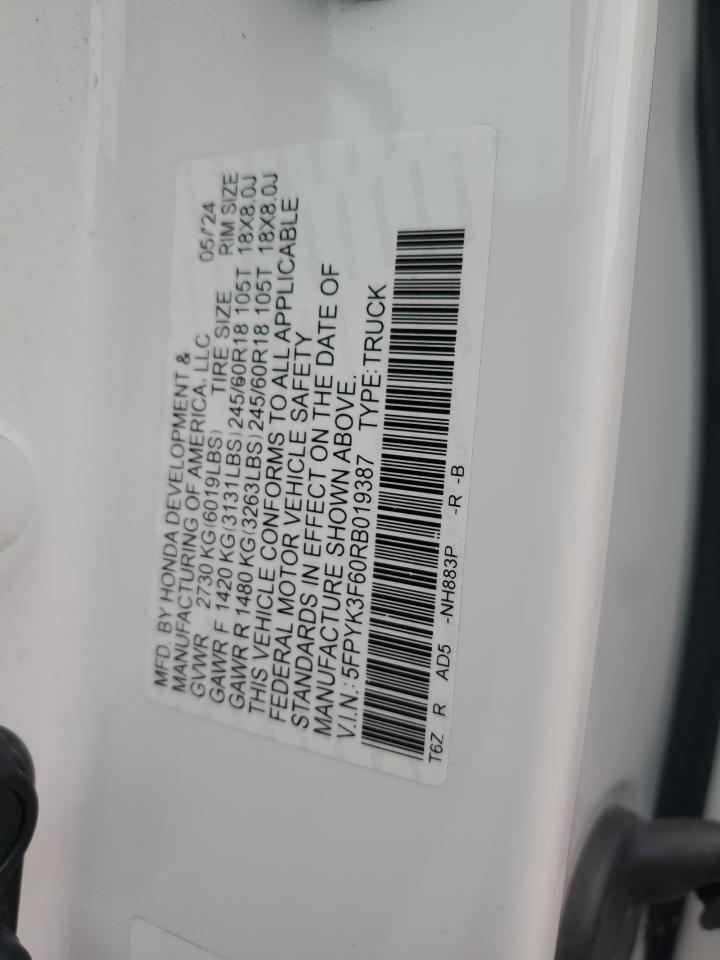 MFD. BY HONDA DEVELOPMENT &
MANUFACTURING OF AMERICA, LLC 05/'24
GVWR 2730 KG(6019LBS) TIRE SIZE RIM SIZE
GAWR F 1420 KG(3131LBS) 245/60R18 105T 18X8.0J
GAWR R 1480 KG(3263LBS) 245/60R18 105T 18X8.0J
THIS VEHICLE CONFORMS TO ALL APPLICABLE
FEDERAL MOTOR VEHICLE SAFETY
STANDARDS IN EFFECT ON THE DATE OF
MANUFACTURE SHOWN ABOVE.
V.I.N.: 5FPYK3F60RB019387 TYPE: TRUCK
T6Z R AD5 -NH883P -R -B